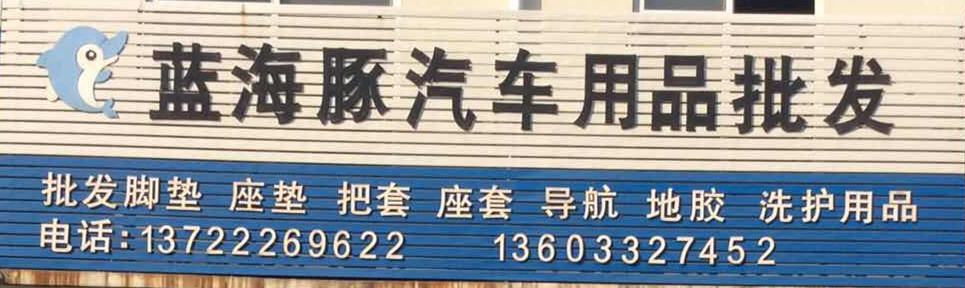 蓝海豚汽车用品批发
批发脚垫 座垫 把套 座套 导航 地胶 洗护用品
电话:13722269622 13603327452